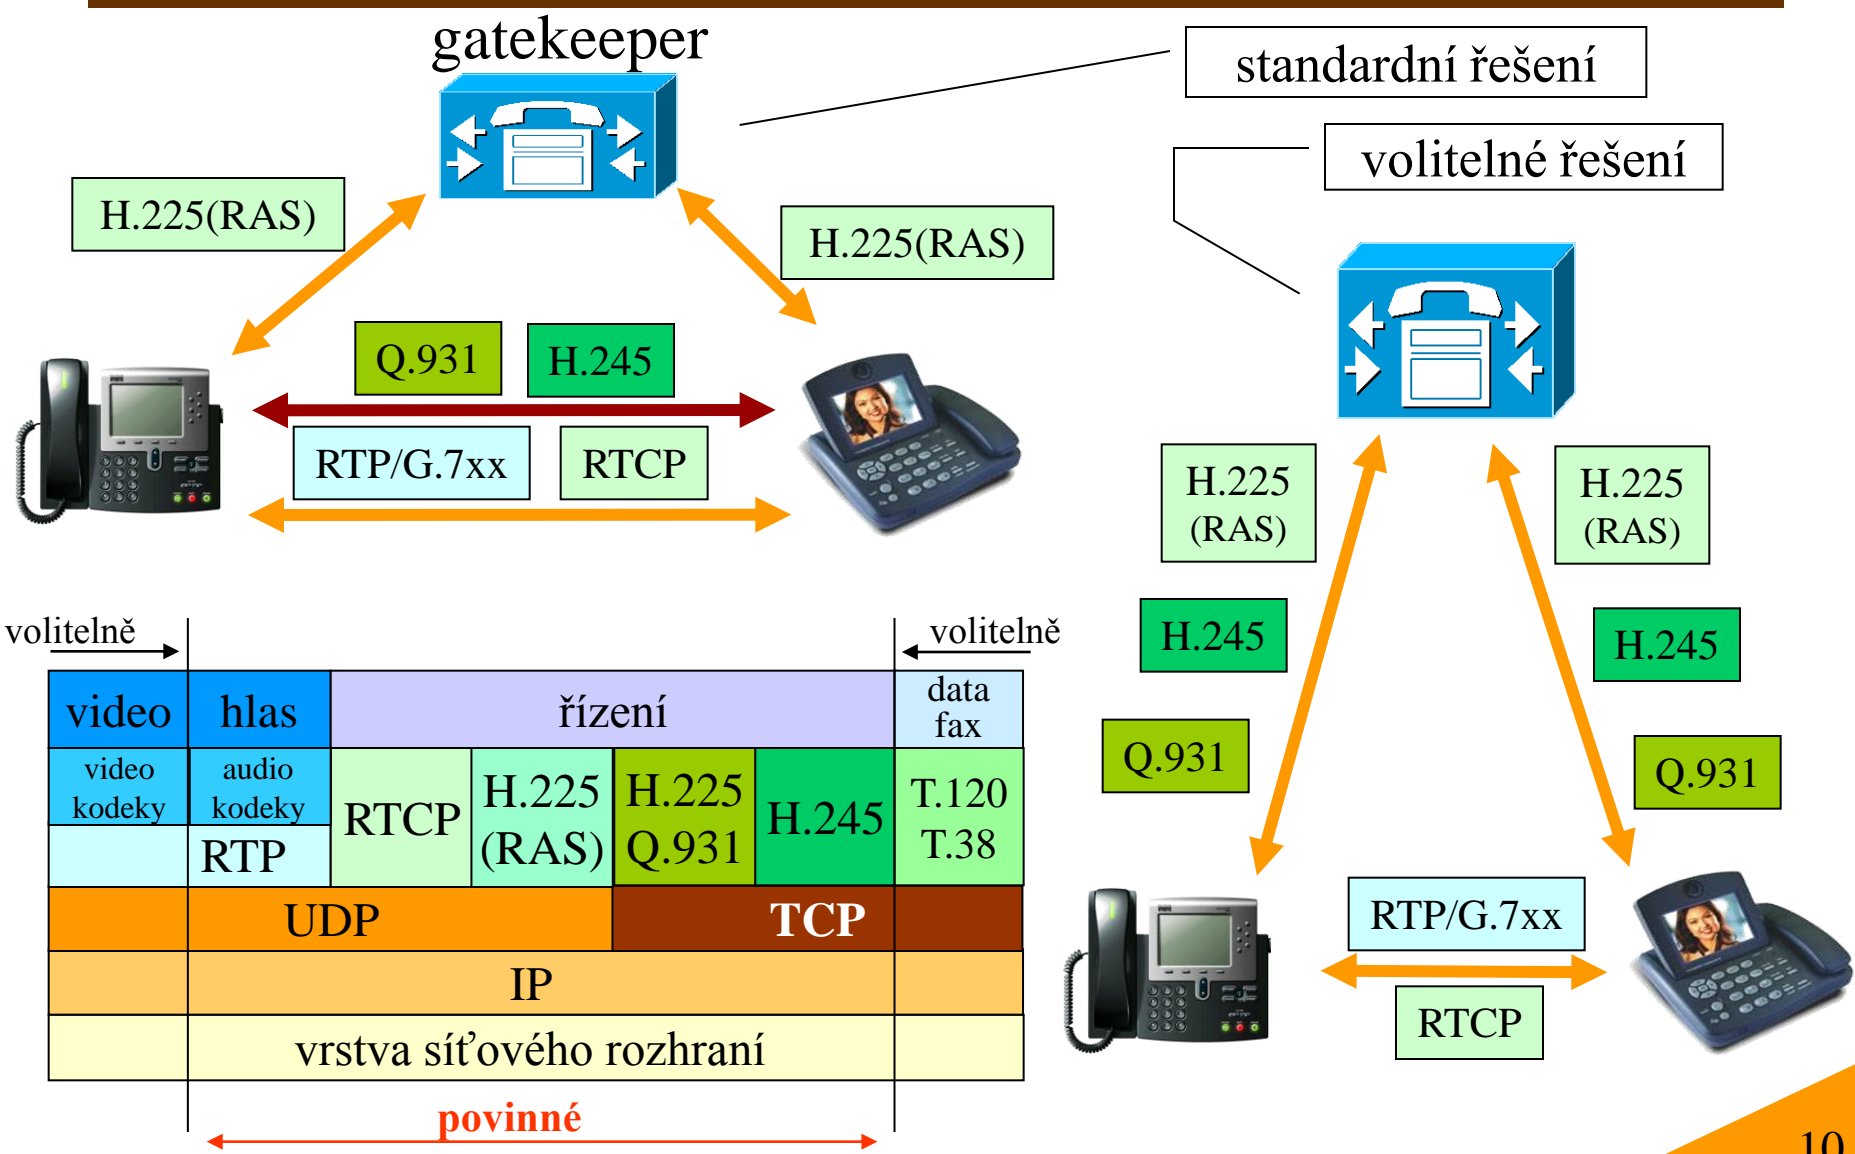 gatekeeper
standardní řešení
volitelné řešení
H.225(RAS)
H.225(RAS)
Q.931
H.245
RTP/G.7xx
RTCP
H.225
(RAS)
H.225
(RAS)
H.245
H.245
Q.931
Q.931
RTP/G.7xx
RTCP
volitelně
volitelně
video
hlas
řízení
data
fax
video
kodeky
audio
kodeky
RTP
RTCP
H.225
(RAS)
H.225
Q.931
H.245
T.120
T.38
UDP
TCP
IP
vrstva síťového rozhraní
povinné
10